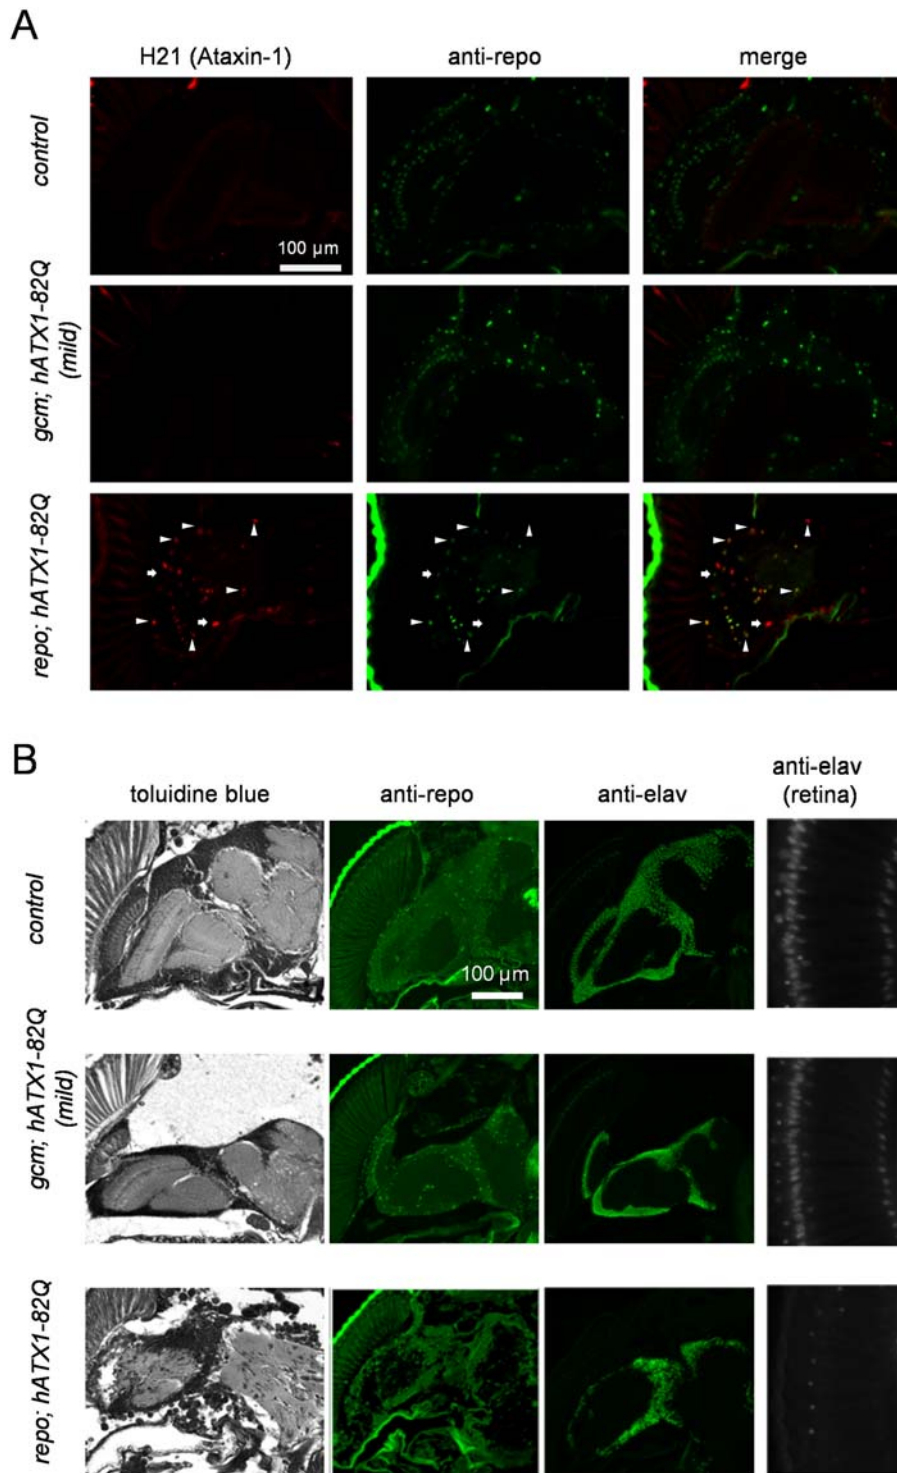 A
H21 (Ataxin-1)
anti-repo
merge
control
100 µm
gcm; hATX1-82Q
(mild)
repo; hATX1-82Q
B
toluidine blue
anti-repo
anti-elav
anti-elav
(retina)
control
100 µm
gcm; hATX1-82Q
(mild)
repo; hATX1-82Q